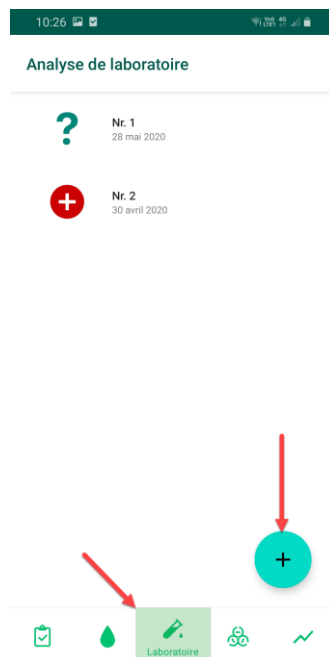 10:26
Analyse de laboratoire
Nr. 1
28 mai 2020
Nr. 2
30 avril 2020
Laboratoire